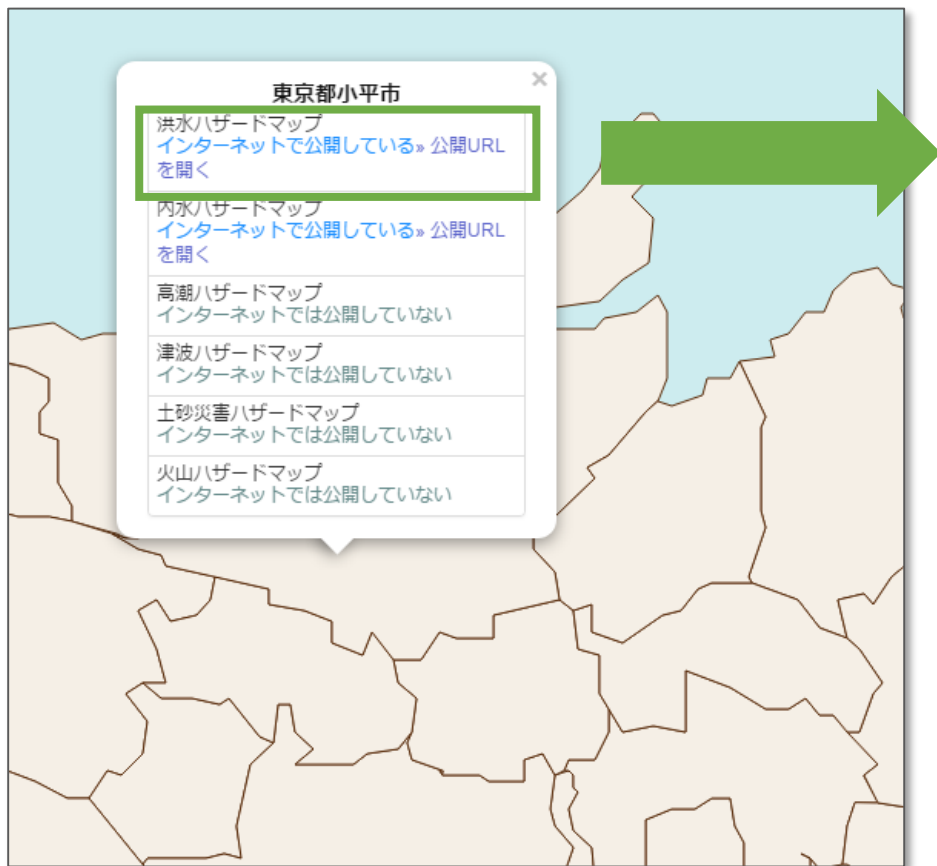 東京都小平市
×
洪水ハザードマップ
インターネットで公開している» 公開URL
を開く
内水ハザードマップ
インターネットで公開している» 公開URL
を開く
高潮ハザードマップ
インターネットでは公開していない
津波ハザードマップ
インターネットでは公開していない
土砂災害ハザードマップ
インターネットでは公開していない
火山ハザードマップ
インターネットでは公開していない